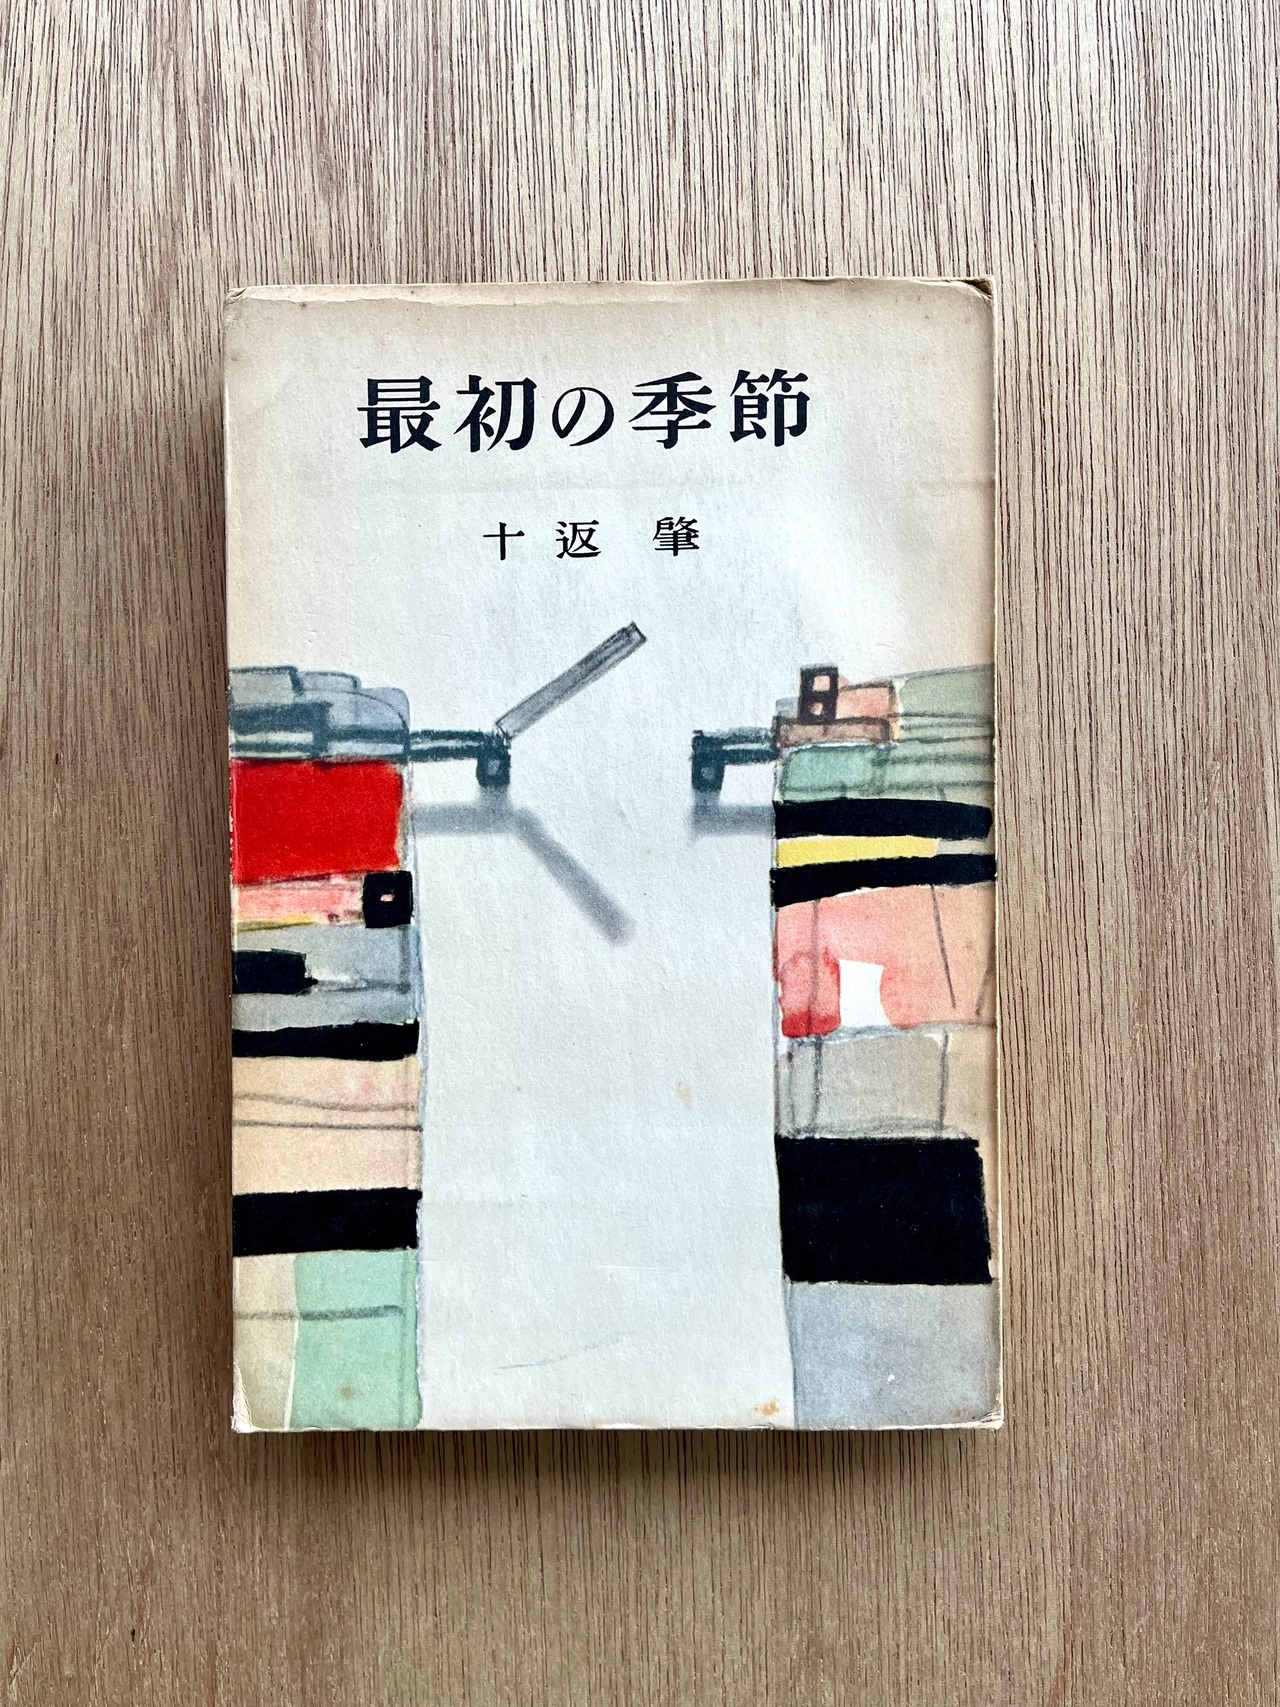 最初の季節
十返 肇